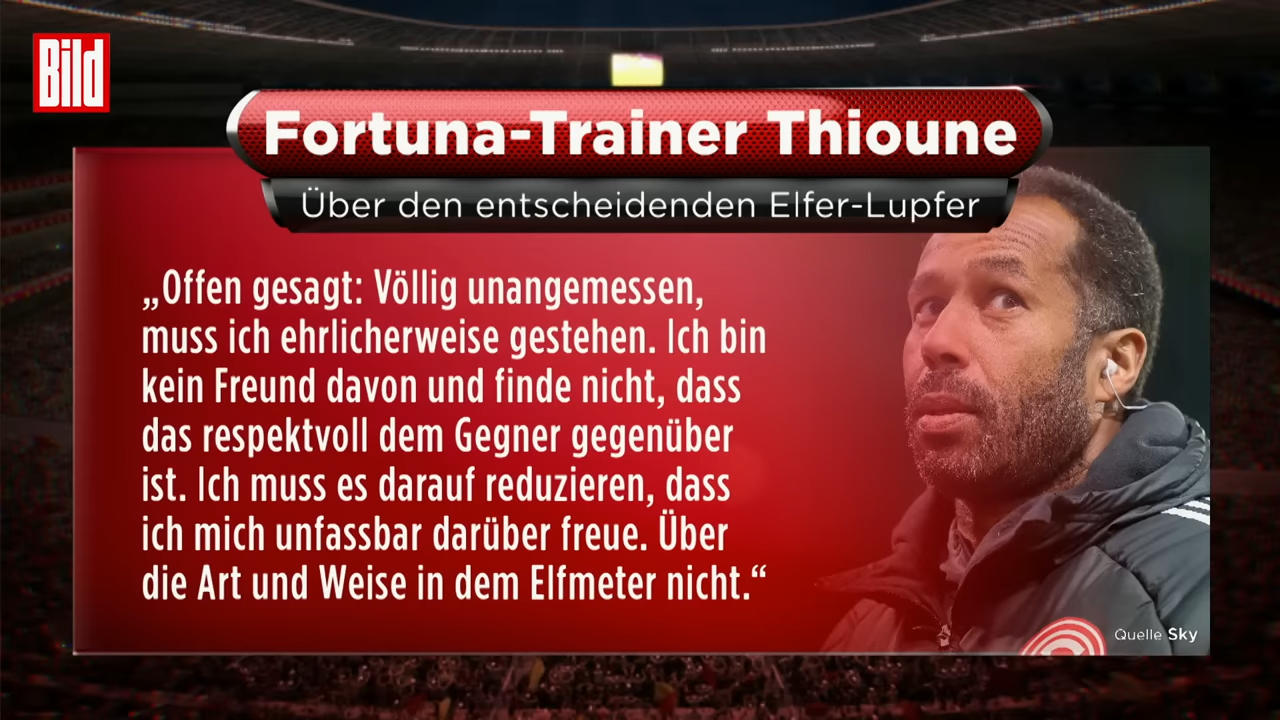 Bild
Fortuna-Trainer Thioune
Über den entscheidenden Elfer-Lupfer
„Offen gesagt: Völlig unangemessen,
muss ich ehrlicherweise gestehen. Ich bin
kein Freund davon und finde nicht, dass
das respektvoll dem Gegner gegenüber
ist. Ich muss es darauf reduzieren, dass
ich mich unfassbar darüber freue. Über
die Art und Weise in dem Elfmeter nicht.“
Quelle Sky